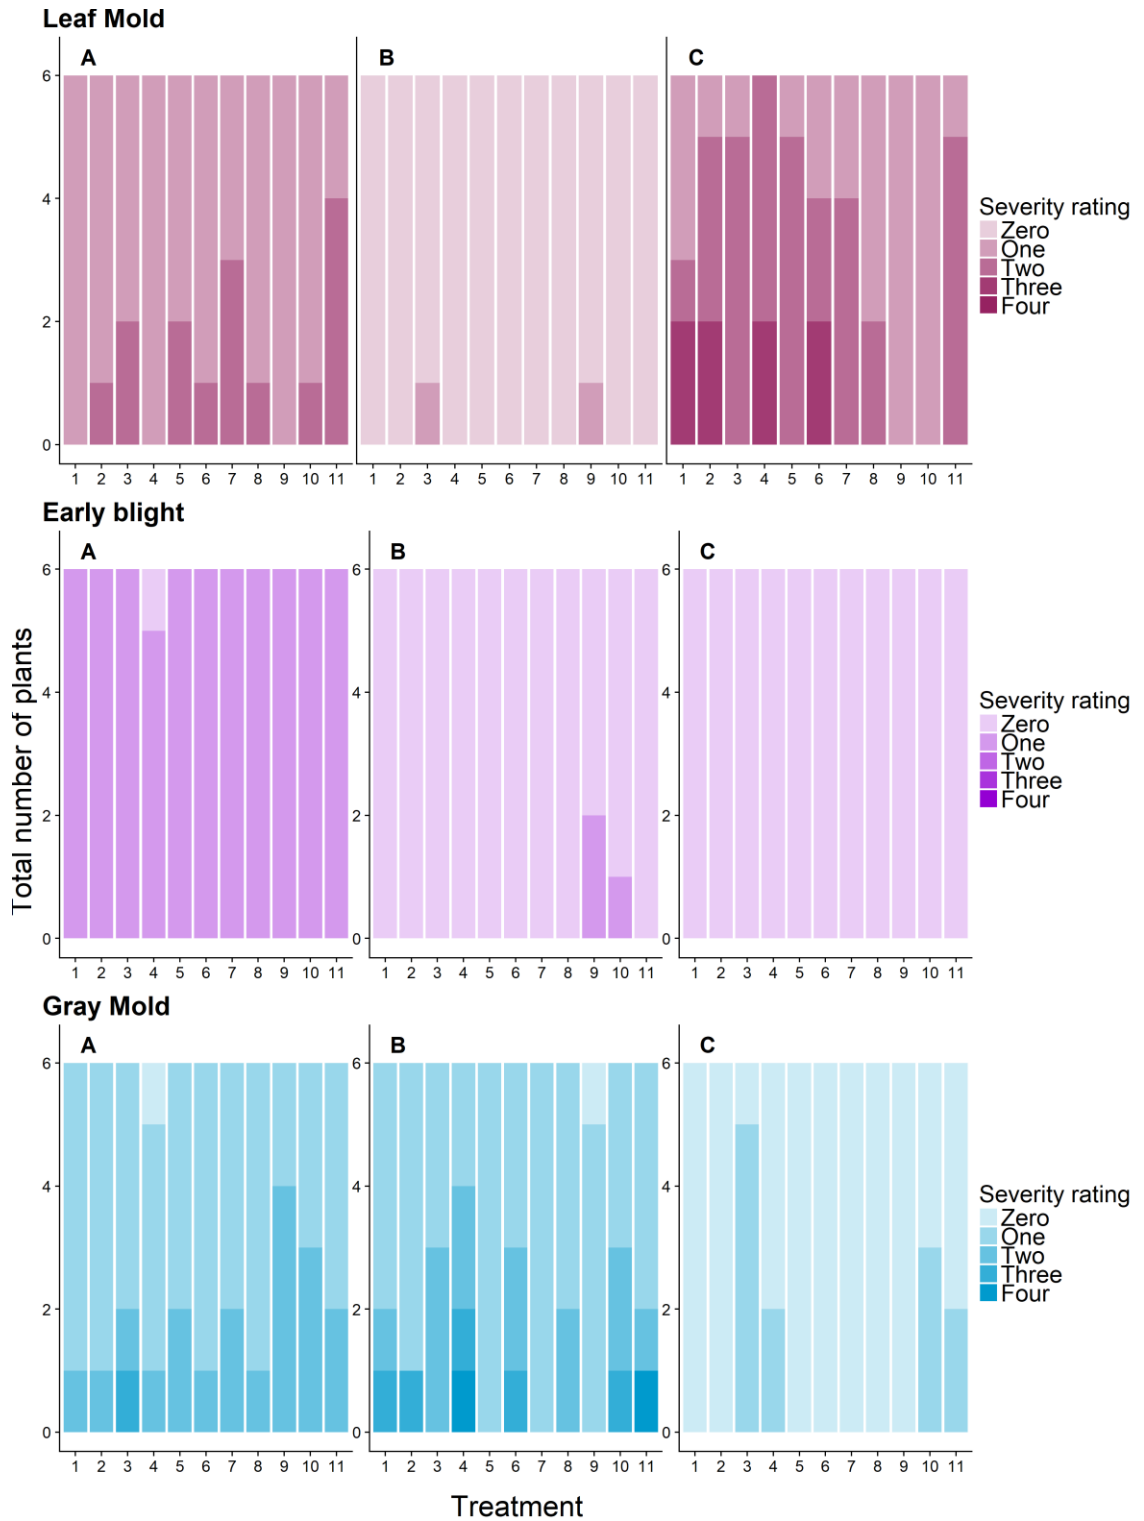 Leaf Mold
A
B
C
6
4
2
0
1 2 3 4 5 6 7 8 9 10 11
1 2 3 4 5 6 7 8 9 10 11
1 2 3 4 5 6 7 8 9 10 11
Severity rating
Zero
One
Two
Three
Four
Early blight
A
B
C
6
4
2
0
6
4
2
0
6
4
2
0
1 2 3 4 5 6 7 8 9 10 11
1 2 3 4 5 6 7 8 9 10 11
1 2 3 4 5 6 7 8 9 10 11
Severity rating
Zero
One
Two
Three
Four
Total number of plants
Gray Mold
A
B
C
6
4
2
0
6
4
2
0
6
4
2
0
1 2 3 4 5 6 7 8 9 10 11
1 2 3 4 5 6 7 8 9 10 11
1 2 3 4 5 6 7 8 9 10 11
Severity rating
Zero
One
Two
Three
Four
Treatment